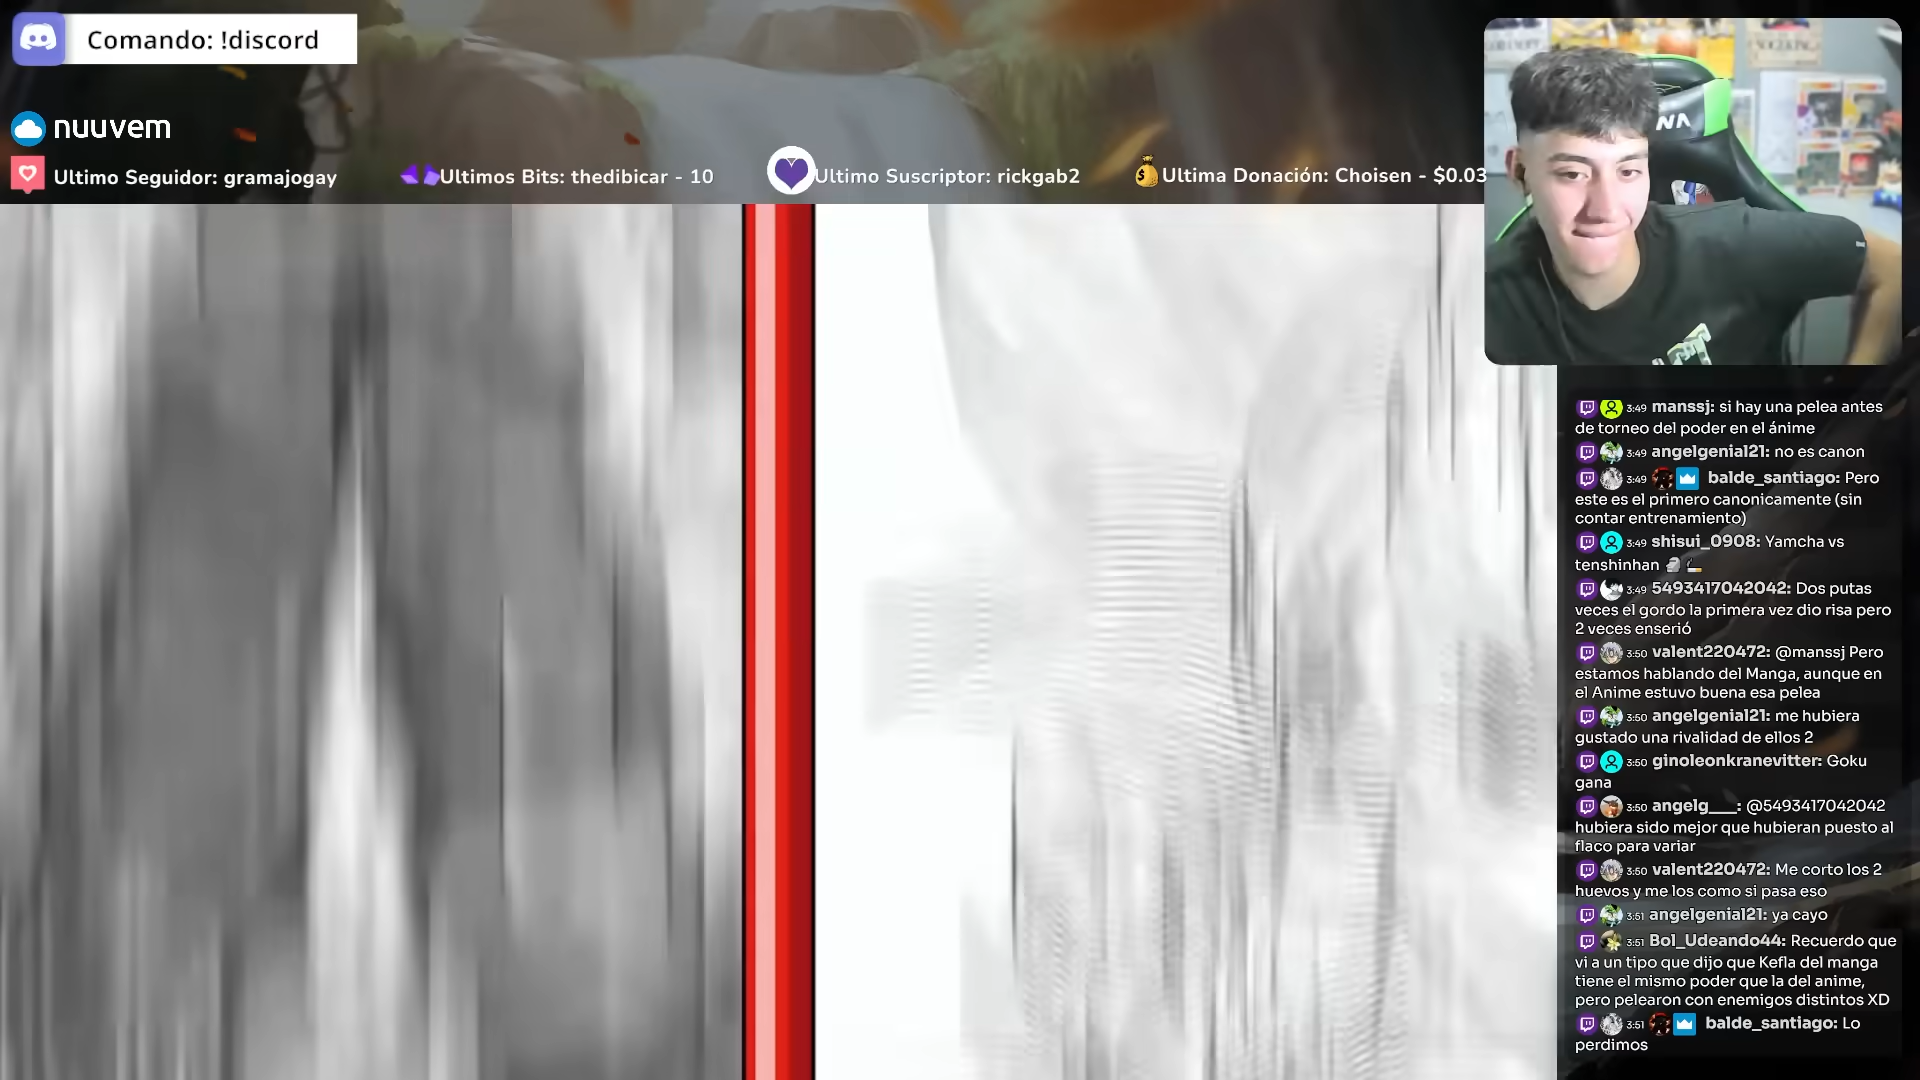 Comando: !discord
nuuvem
Ultimo Seguidor: gramajogay
Ultimos Bits: thedibicar - 10
Ultimo Suscriptor: rickgab2
Ultima Donación: Choisen - $0.03
3:49 manssj: si hay una pelea antes
de torneo del poder en el ánime
3:49 angelgenial21: no es canon
3:49 balde_santiago: Pero
este es el primero canonicamente (sin
contar entrenamiento)
3:49 shisui_0908: Yamcha vs
tenshinhan 🗿🚬
3:49 5493417042042: Dos putas
veces el gordo la primera vez dio risa pero
2 veces enserió
3:50 valent220472: @manssj Pero
estamos hablando del Manga, aunque en
el Anime estuvo buena esa pelea
3:50 angelgenial21: me hubiera
gustado una rivalidad de ellos 2
3:50 ginoleonkranevitter: Goku
gana
3:50 angelg___: @5493417042042
hubiera sido mejor que hubieran puesto al
flaco para variar
3:50 valent220472: Me corto los 2
huevos y me los como si pasa eso
3:51 angelgenial21: ya cayo
3:51 Bol_Udeando44: Recuerdo que
vi a un tipo que dijo que Kefla del manga
tiene el mismo poder que la del anime,
pero pelearon con enemigos distintos XD
3:51 balde_santiago: Lo
perdimos